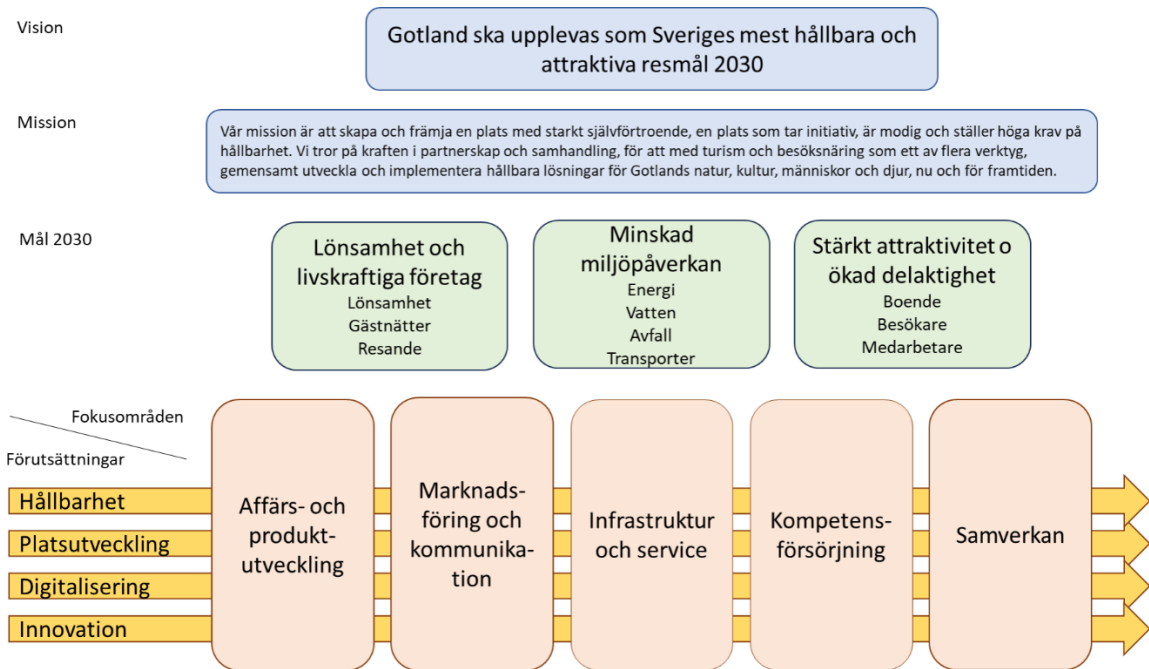 Vision
Gotland ska upplevas som Sveriges mest hållbara och
attraktiva resmål 2030
Mission
Vår mission är att skapa och främja en plats med starkt självförtroende, en plats som tar initiativ, är modig och ställer höga krav på
hållbarhet. Vi tror på kraften i partnerskap och samhandling, för att med turism och besöksnäring som ett av flera verktyg,
gemensamt utveckla och implementera hållbara lösningar för Gotlands natur, kultur, människor och djur, nu och för framtiden.
Mål 2030
Lönsamhet och
livskraftiga företag
Lönsamhet
Gästnätter
Resande
Minskad
miljöpåverkan
Energi
Vatten
Avfall
Transporter
Stärkt attraktivitet o
ökad delaktighet
Boende
Besökare
Medarbetare
Fokusområden
Förutsättningar
Hållbarhet
Platsutveckling
Digitalisering
Innovation
Affärs- och
produkt-
utveckling
Marknads-
föring och
kommunika-
tion
Infrastruktur
och service
Kompetens-
försörjning
Samverkan